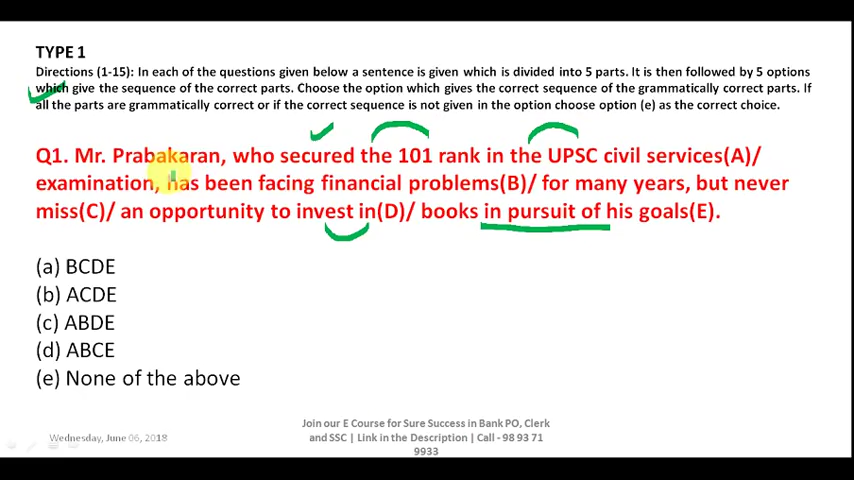 TYPE 1
Directions (1-15): In each of the questions given below a sentence is given which is divided into 5 parts. It is then followed by 5 options
which give the sequence of the correct parts. Choose the option which gives the correct sequence of the grammatically correct parts. If
all the parts are grammatically correct or if the correct sequence is not given in the option choose option (e) as the correct choice.
Q1. Mr. Prabakaran, who secured the 101 rank in the UPSC civil services(A)/
examination, has been facing financial problems(B)/ for many years, but never
miss(C)/ an opportunity to invest in(D)/ books in pursuit of his goals(E).
(a) BCDE
(b) ACDE
(c) ABDE
(d) ABCE
(e) None of the above
Wednesday, June 06, 2018
Join our E Course for Sure Success in Bank PO, Clerk
and SSC | Link in the Description | Call - 98 93 71
9933